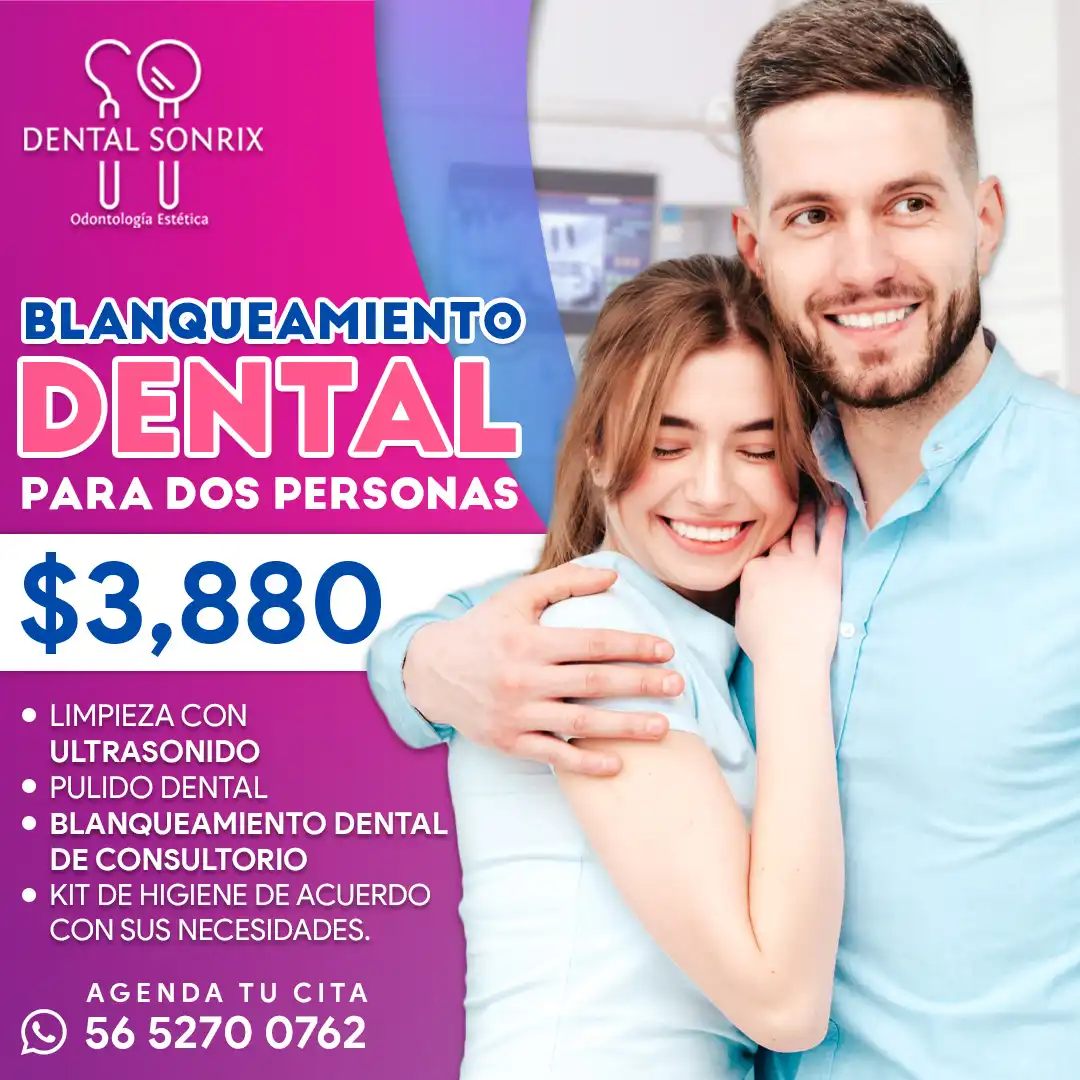 DENTAL SONRIX
Odontología Estética
BLANQUEAMIENTO
DENTAL
PARA DOS PERSONAS
$3,880
• LIMPIEZA CON
ULTRASONIDO
• PULIDO DENTAL
• BLANQUEAMIENTO DENTAL
DE CONSULTORIO
• KIT DE HIGIENE DE ACUERDO
CON SUS NECESIDADES.
AGENDA TU CITA
56 5270 0762